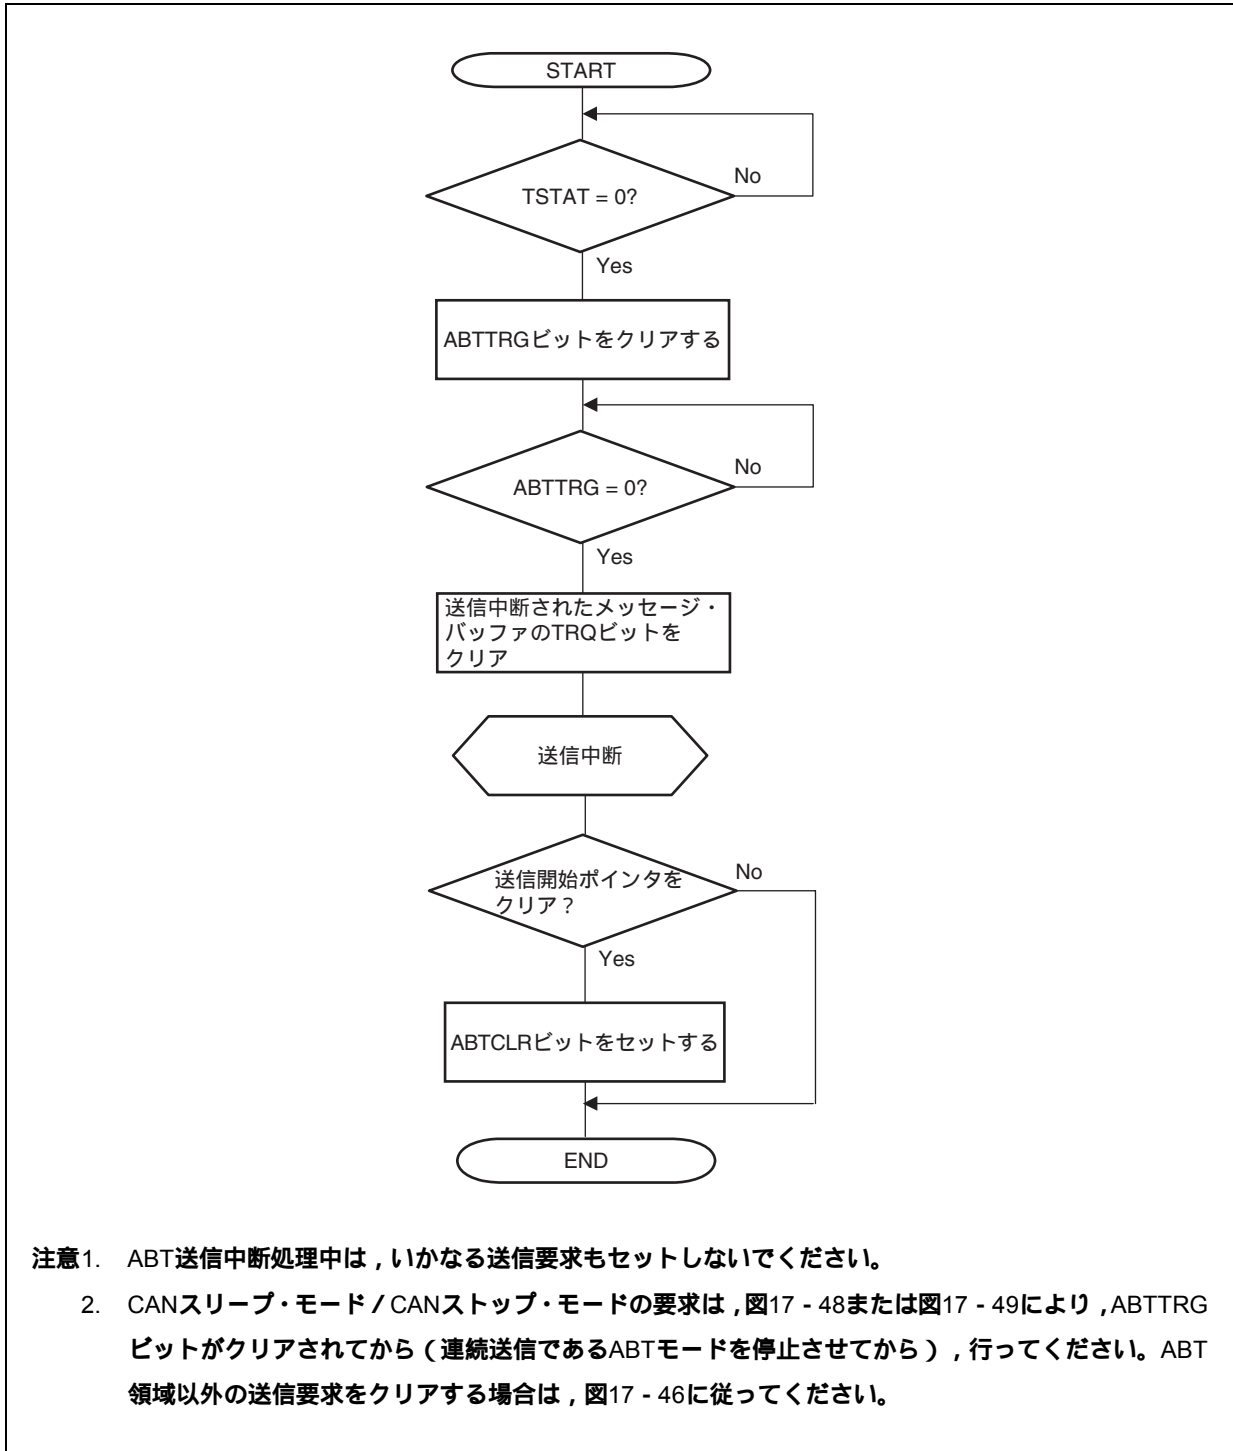 START
TSTAT = 0?
No
Yes
ABTTRGビットをクリアする
ABTTRG = 0?
No
Yes
送信中断されたメッセージ・
バッファのTRQビットを
クリア
送信中断
送信開始ポインタを
クリア？
No
Yes
ABTCLRビットをセットする
END
注意1. ABT送信中断処理中は，いかなる送信要求もセットしないでください。
2. CANスリープ・モード／CANストップ・モードの要求は，図17 - 48または図17 - 49により，ABTTRG
ビットがクリアされてから（連続送信であるABTモードを停止させてから），行ってください。ABT
領域以外の送信要求をクリアする場合は，図17 - 46に従ってください。